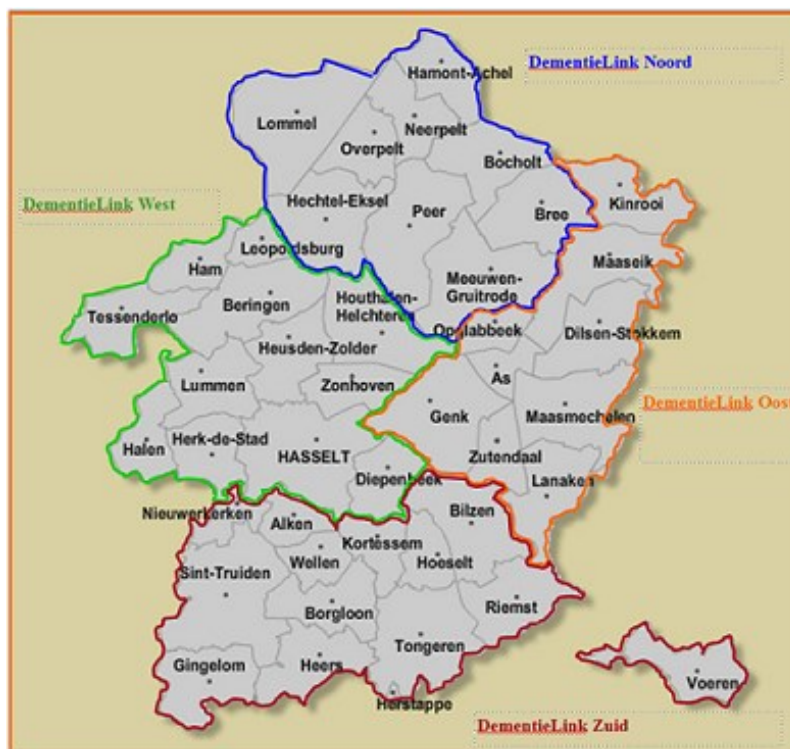 DementieLink Noord
Hamont-Achel
Lommel
Neerpelt
Overpelt
Bocholt
Kinrooi
DementieLink West
Hechtel-Eksel
Peer
Bree
Leopoldsburg
Ham
Maaseik
Meeuwen-
Gruitrode
Beringen
Houthalen-
Helchteren
Tessenderlo
Opglabbeek
Dilsen-Stokkem
Heusden-Zolder
As
Lummen
Zonhoven
DementieLink Oost
Genk
Maasmechelen
Halen
Herk-de-Stad
HASSELT
Zutendaal
Diepenbeek
Lanaken
Nieuwerkerken
Bilzen
Alken
Kortessem
Wellen
Hoeselt
Sint-Truiden
Borgloon
Riemst
Tongeren
Gingelom
Heers
Voeren
Herstappe
DementieLink Zuid